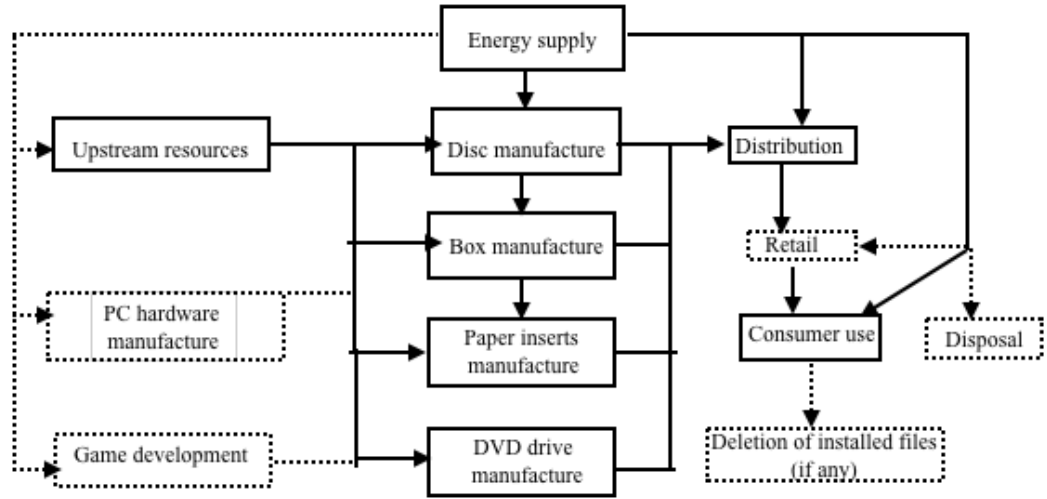 Energy supply
Upstream resources
Disc manufacture
Distribution
Box manufacture
Retail
PC hardware
manufacture
Paper inserts
manufacture
Consumer use
Disposal
Game development
DVD drive
manufacture
Deletion of installed files
(if any)